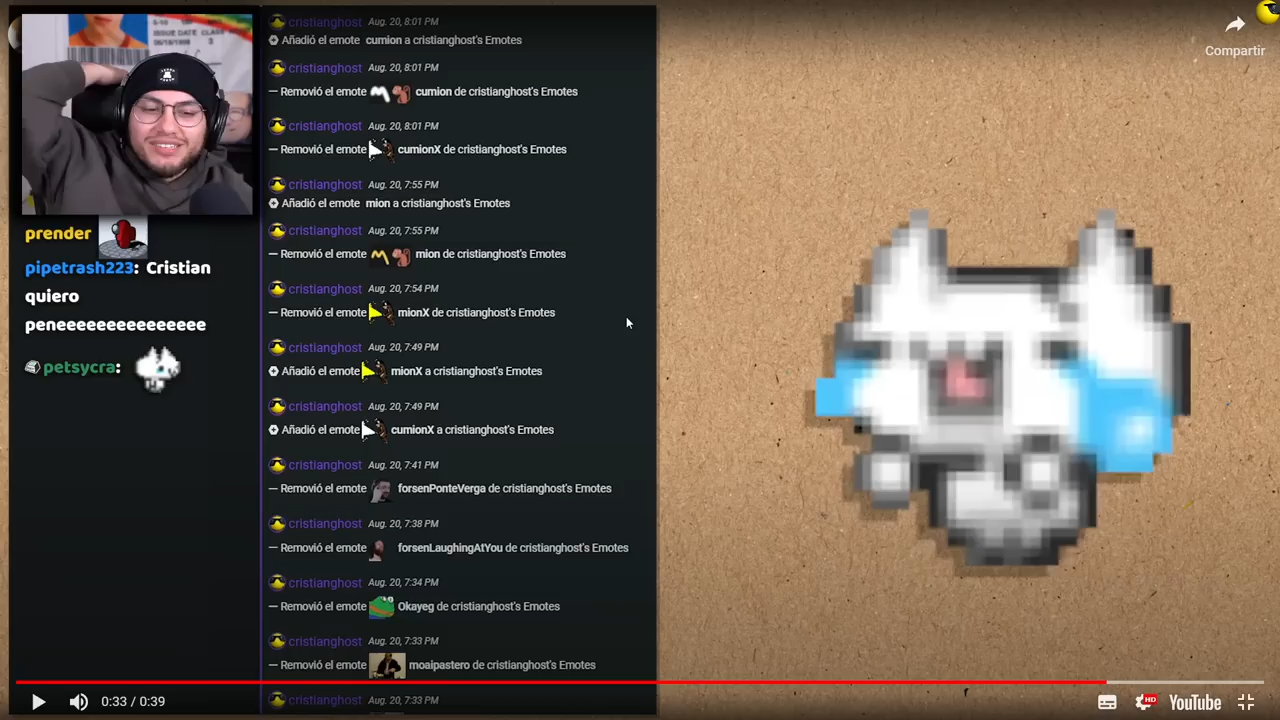 ISSUE DATE CLASS
3
prender
pipetrash223: Cristian
quiero
peneeeeeeeeeeeeeee
petsycra:
cristianghost Aug. 20, 8:01 PM
Añadió el emote cumion a cristianghost's Emotes
cristianghost Aug. 20, 8:01 PM
— Removió el emote cumion de cristianghost's Emotes
cristianghost Aug. 20, 8:01 PM
— Removió el emote cumionX de cristianghost's Emotes
cristianghost Aug. 20, 7:55 PM
Añadió el emote mion a cristianghost's Emotes
cristianghost Aug. 20, 7:55 PM
— Removió el emote mion de cristianghost's Emotes
cristianghost Aug. 20, 7:54 PM
— Removió el emote mionX de cristianghost's Emotes
cristianghost Aug. 20, 7:49 PM
Añadió el emote mionX a cristianghost's Emotes
cristianghost Aug. 20, 7:49 PM
Añadió el emote cumionX a cristianghost's Emotes
cristianghost Aug. 20, 7:41 PM
— Removió el emote forsenPonteVerga de cristianghost's Emotes
cristianghost Aug. 20, 7:38 PM
— Removió el emote forsenLaughingAtYou de cristianghost's Emotes
cristianghost Aug. 20, 7:34 PM
— Removió el emote Okayeg de cristianghost's Emotes
cristianghost Aug. 20, 7:33 PM
— Removió el emote moaipastero de cristianghost's Emotes
cristianghost Aug. 20, 7:33 PM
Compartir
0:33 / 0:39
HD
YouTube